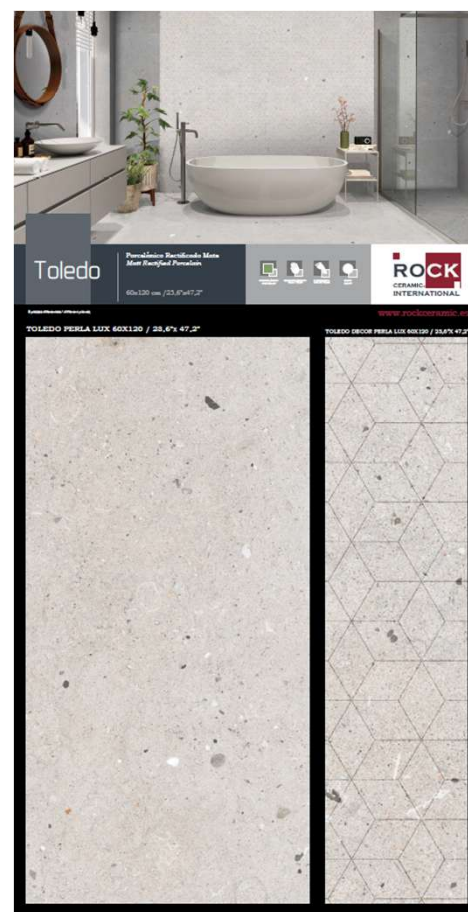 Toledo
Porcelánico Rectificado Mate
Matt Rectified Porcelain
60x120 cm /23,6"x47,2"
ROCK
CERAMIC
INTERNATIONAL
www.rockceramic.es
TOLEDO PERLA LUX 60X120 / 23,6"x 47,2"
TOLEDO DECOR PERLA LUX 60X120 / 23,6"X 47,2"